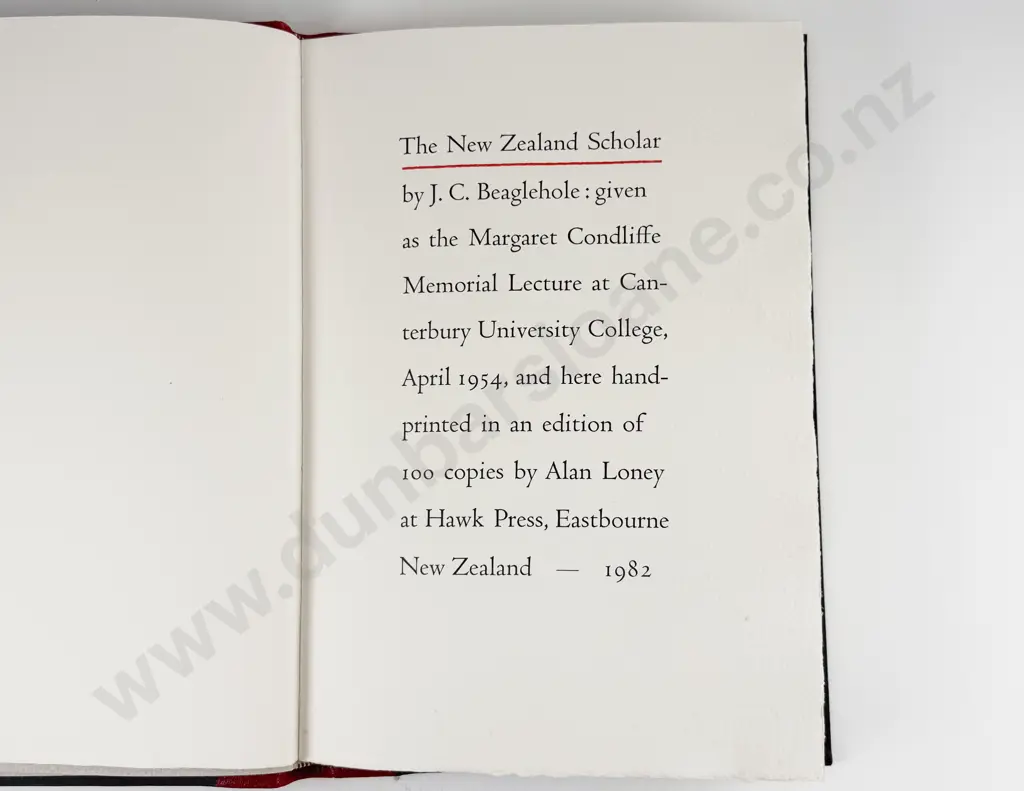 The New Zealand Scholar
by J. C. Beaglehole : given
as the Margaret Condliffe
Memorial Lecture at Can-
terbury University College,
April 1954, and here hand-
printed in an edition of
100 copies by Alan Loney
at Hawk Press, Eastbourne
New Zealand — 1982
www.dunbarsloane.co.nz